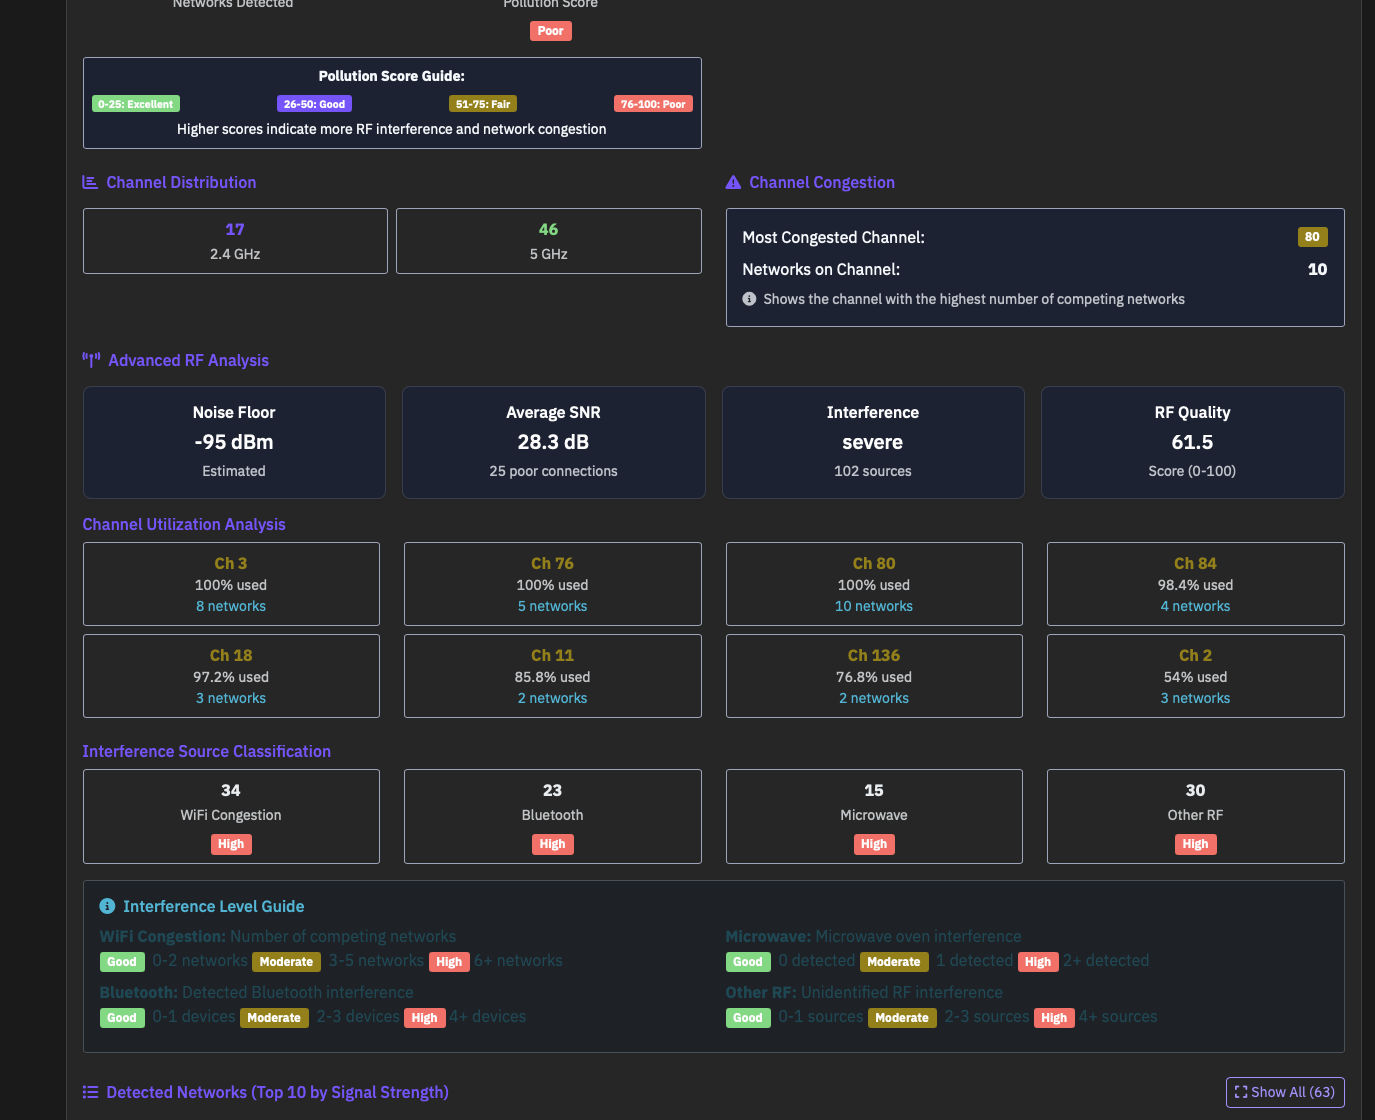 Networks Detected
Pollution Score
Poor
Pollution Score Guide:
0-25: Excellent
26-50: Good
51-75: Fair
76-100: Poor
Higher scores indicate more RF interference and network congestion
Channel Distribution
17
2.4 GHz
46
5 GHz
Channel Congestion
Most Congested Channel:
80
Networks on Channel:
10
Shows the channel with the highest number of competing networks
Advanced RF Analysis
Noise Floor
-95 dBm
Estimated
Average SNR
28.3 dB
25 poor connections
Interference
severe
102 sources
RF Quality
61.5
Score (0-100)
Channel Utilization Analysis
Ch 3
100% used
8 networks
Ch 76
100% used
5 networks
Ch 80
100% used
10 networks
Ch 84
98.4% used
4 networks
Ch 18
97.2% used
3 networks
Ch 11
85.8% used
2 networks
Ch 136
76.8% used
2 networks
Ch 2
54% used
3 networks
Interference Source Classification
34
WiFi Congestion
High
23
Bluetooth
High
15
Microwave
High
30
Other RF
High
Interference Level Guide
WiFi Congestion: Number of competing networks
Good 0-2 networks Moderate 3-5 networks High 6+ networks
Bluetooth: Detected Bluetooth interference
Good 0-1 devices Moderate 2-3 devices High 4+ devices
Microwave: Microwave oven interference
Good 0 detected Moderate 1 detected High 2+ detected
Other RF: Unidentified RF interference
Good 0-1 sources Moderate 2-3 sources High 4+ sources
Detected Networks (Top 10 by Signal Strength)
Show All (63)